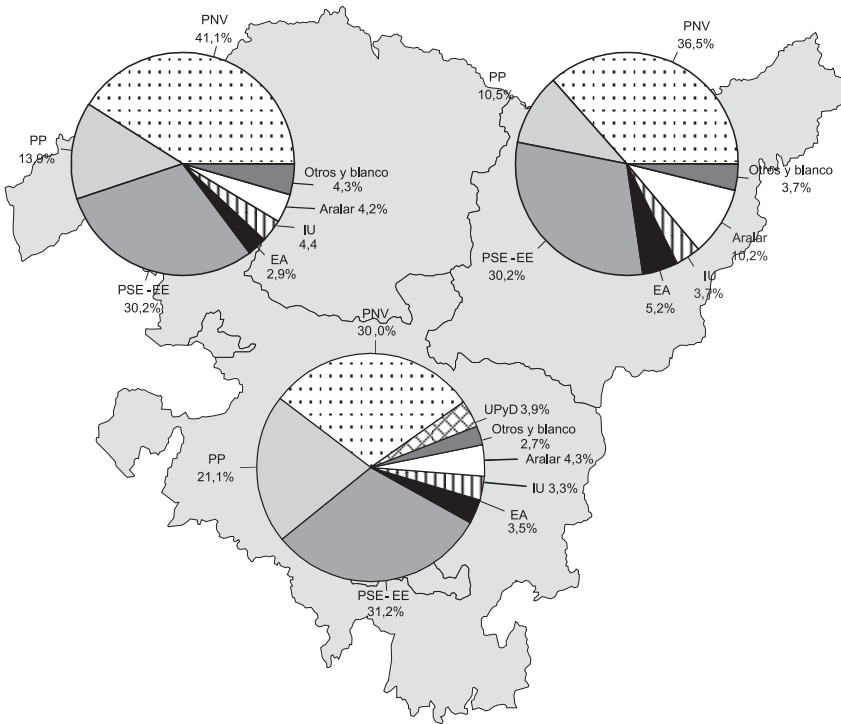 PNV
41,1%
PP
13,9%
Otros y blanco
4,3%
Aralar 4,2%
IU
4,4
EA
2,9%
PSE-EE
30,2%
PNV
36,5%
PP
10,5%
Otros y blanco
3,7%
Aralar
10,2%
IU
3,7%
EA
5,2%
PSE-EE
30,2%
PNV
30,0%
UPyD 3,9%
Otros y blanco
2,7%
Aralar 4,3%
IU 3,3%
EA
3,5%
PP
21,1%
PSE-EE
31,2%